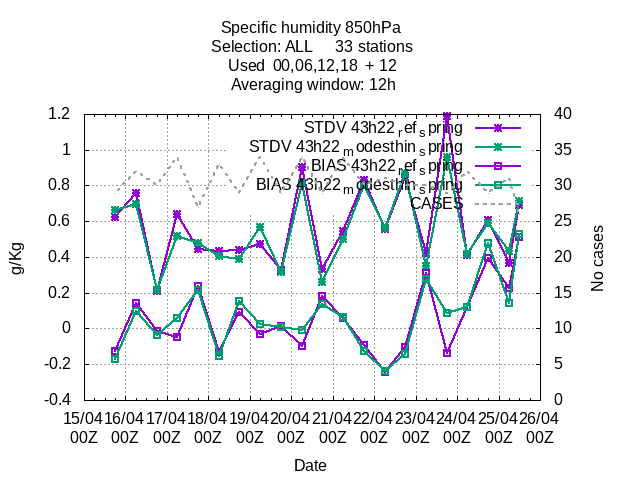 Specific humidity 850hPa
Selection: ALL 33 stations
Used 00,06,12,18 + 12
Averaging window: 12h
g/Kg
1.2
1
0.8
0.6
0.4
0.2
0
-0.2
-0.4
STDV 43h22_ref_spring
STDV 43h22_modesthin_spring
BIAS 43h22_ref_spring
BIAS 43h22_modesthin_spring
CASES
40
35
30
25
20
15
10
5
0
No cases
15/04 16/04 17/04 18/04 19/04 20/04 21/04 22/04 23/04 24/04 25/04 26/04
00Z 00Z 00Z 00Z 00Z 00Z 00Z 00Z 00Z 00Z 00Z 00Z
Date